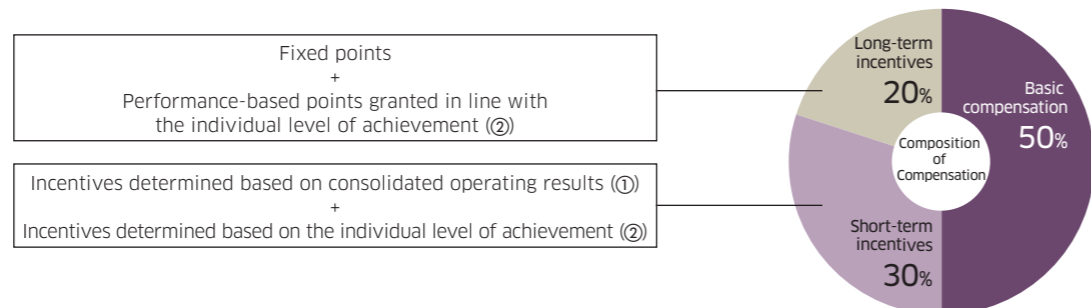 Fixed points
+
Performance-based points granted in line with
the individual level of achievement (②)
Incentives determined based on consolidated operating results (①)
+
Incentives determined based on the individual level of achievement (②)
Long-term
incentives
20%
Basic
compensation
50%
Composition
of
Compensation
Short-term
incentives
30%